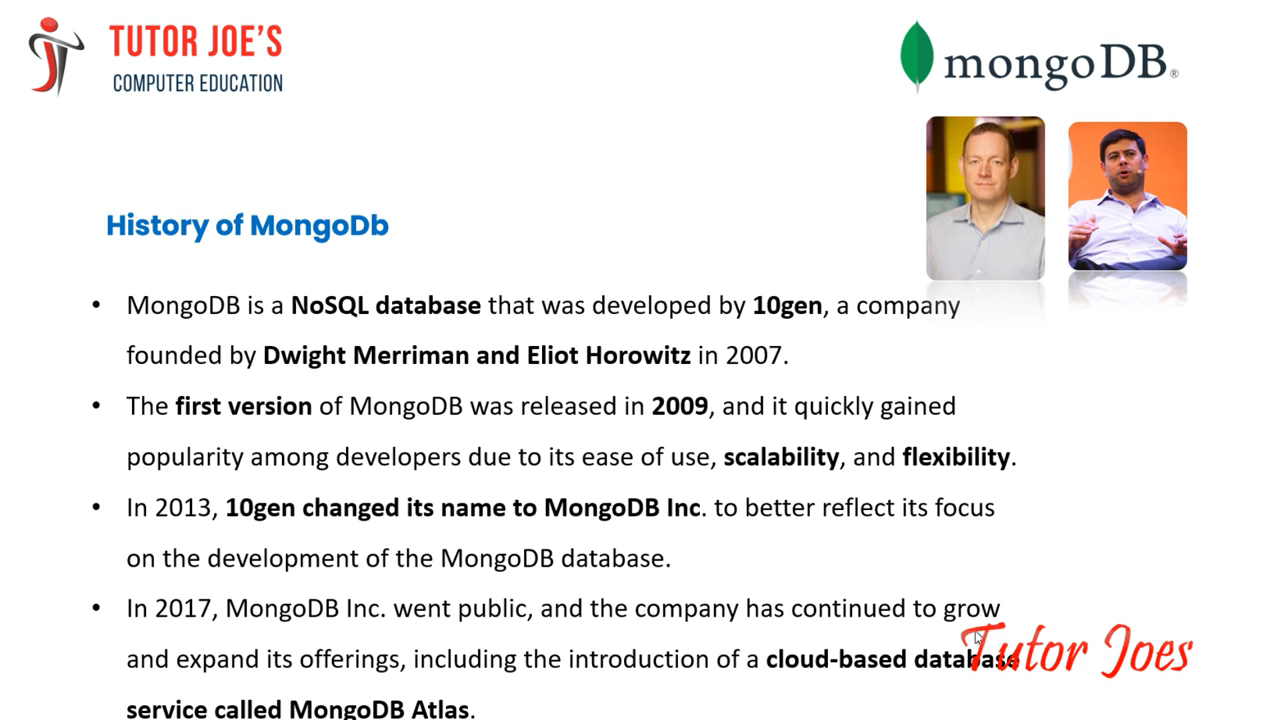 TUTOR JOE'S
COMPUTER EDUCATION
mongoDB®
History of MongoDb
• MongoDB is a NoSQL database that was developed by 10gen, a company
founded by Dwight Merriman and Eliot Horowitz in 2007.
• The first version of MongoDB was released in 2009, and it quickly gained
popularity among developers due to its ease of use, scalability, and flexibility.
• In 2013, 10gen changed its name to MongoDB Inc. to better reflect its focus
on the development of the MongoDB database.
• In 2017, MongoDB Inc. went public, and the company has continued to grow
and expand its offerings, including the introduction of a cloud-based database
service called MongoDB Atlas.
Tutor Joes